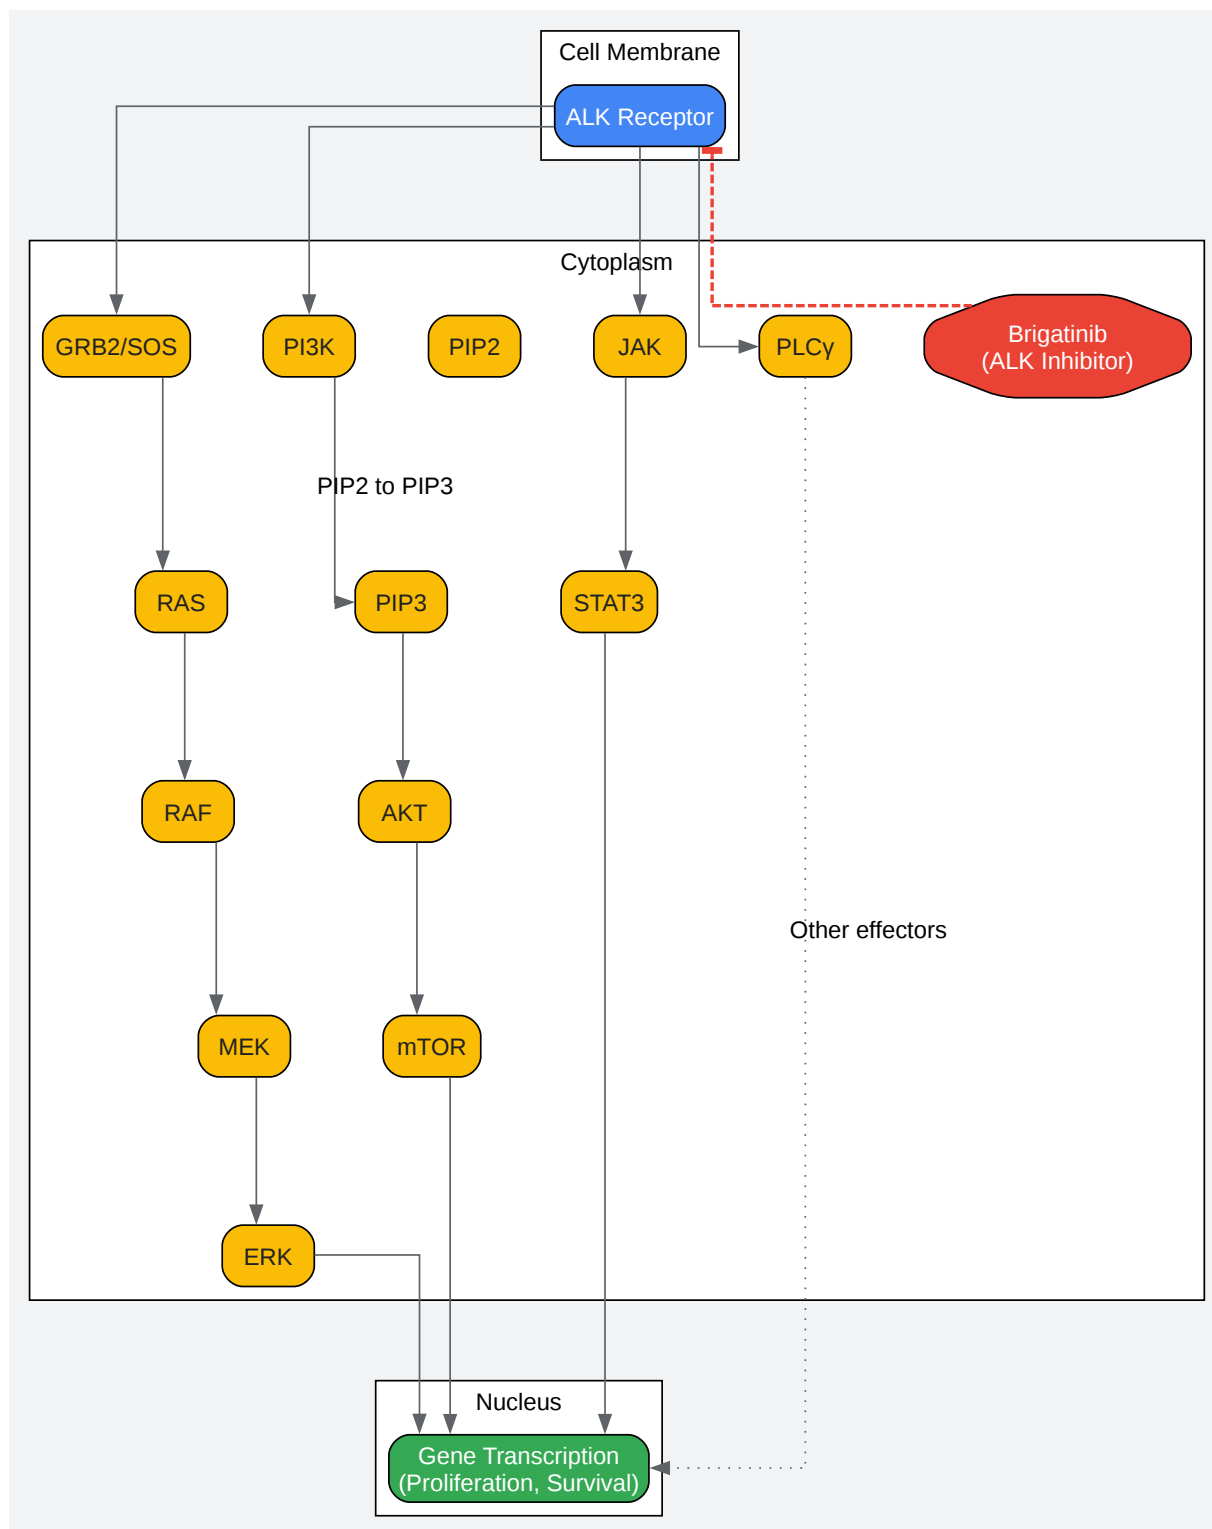 Cell Membrane
ALK Receptor
Cytoplasm
GRB2/SOS
PI3K
PIP2
JAK
PLCγ
Brigatinib
(ALK Inhibitor)
PIP2 to PIP3
RAS
PIP3
STAT3
RAF
AKT
Other effectors
MEK
mTOR
ERK
Nucleus
Gene Transcription
(Proliferation, Survival)